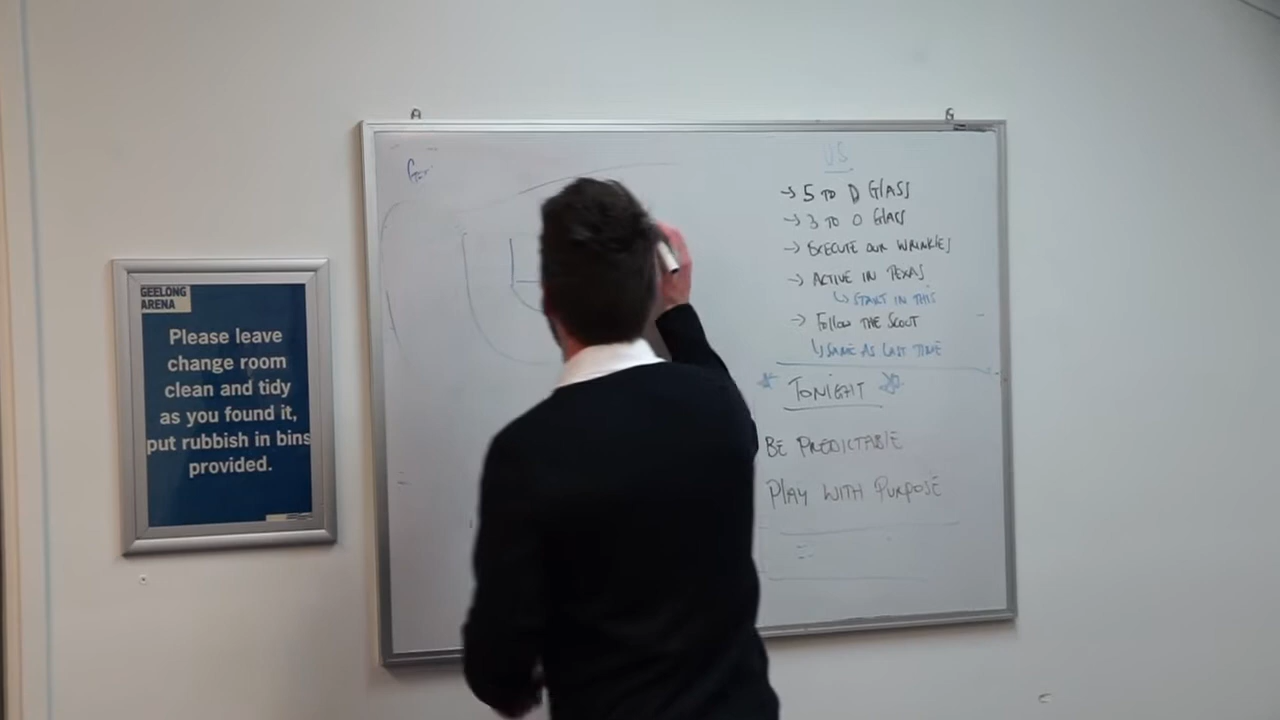 GEELONG
ARENA
Please leave
change room
clean and tidy
as you found it,
put rubbish in bins
provided.
US
→ 5 TO D GLASS
→ 3 TO O GLASS
→ EXECUTE OUR WRINKLES
→ ACTIVE IN TEXAS
↳ START IN THIS
→ FOLLOW THE SCOUT
↳ SAME AS LAST TIME
TONIGHT
BE PREDICTABLE
PLAY WITH PURPOSE